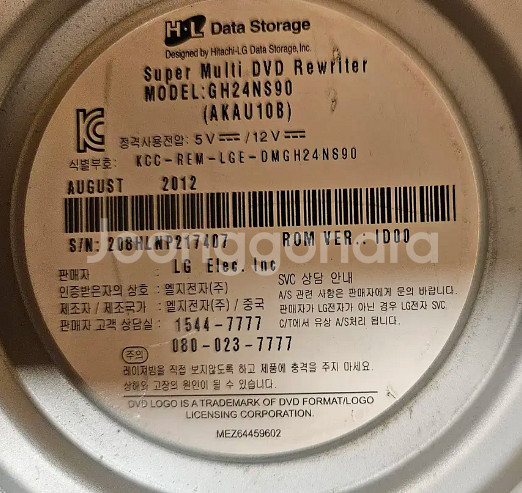 H·L Data Storage
Designed by Hitachi-LG Data Storage, Inc.
Super Multi DVD Rewriter
MODEL:GH24NS90
(AKAU10B)
정격사용전압: 5V⎓/12V⎓
식별부호: KCC-REM-LGE-DMGH24NS90
AUGUST 2012
S/N: 208HLNP217407 ROM VER.: ID00
Joonggonara
판매자 : LG Elec. Inc
인증받은자의 상호 : 엘지전자(주)
제조자 / 제조국가 : 엘지전자(주) / 중국
판매자 고객 상담실: 1544-7777
080-023-7777
SVC 상담 안내
A/S 관련 사항은 판매자에게 문의 바랍니다.
판매자가 LG전자가 아닌 경우 LG전자 SVC.
C/T에서 유상 A/S처리 됩니다.
주의
레이저빔을 직접 보지않도록 하고 제품에 충격을 주지 마세요.
상해와 고장의 원인이 될 수 있습니다.
DVD LOGO IS A TRADEMARK OF DVD FORMAT/LOGO
LICENSING CORPORATION.
MEZ64459602